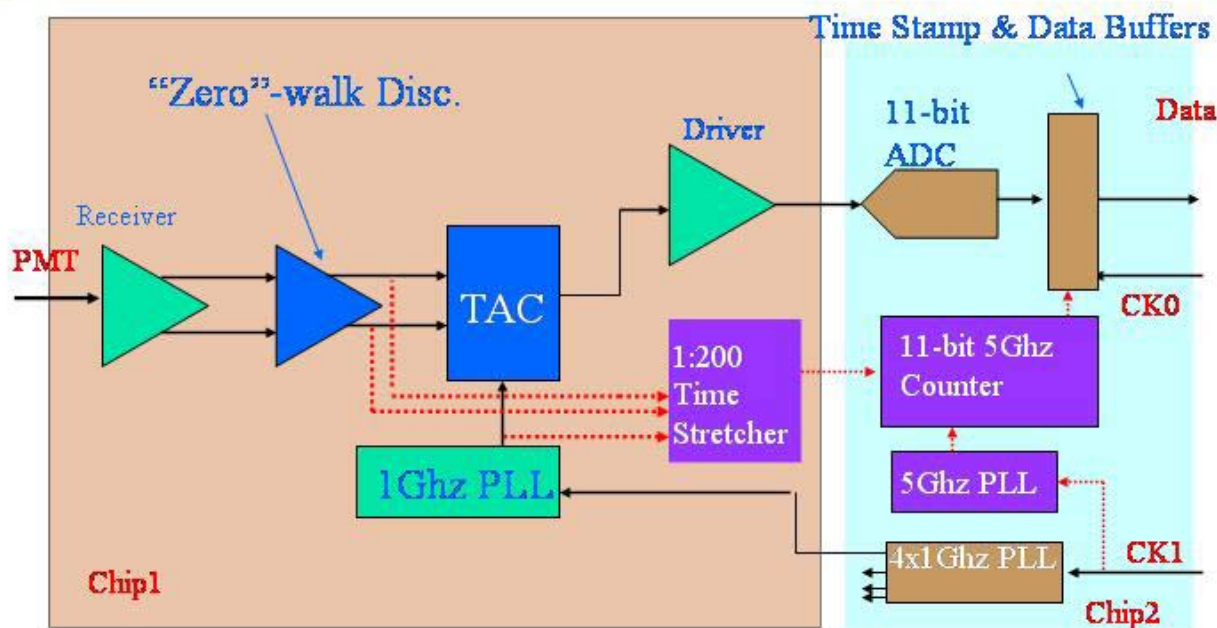 Time Stamp & Data Buffers
“Zero”-walk Disc.
Driver
11-bit
ADC
Data
Receiver
PMT
TAC
CK0
1:200
Time
Stretcher
11-bit 5Ghz
Counter
1Ghz PLL
5Ghz PLL
4x1Ghz PLL
CK1
Chip1
Chip2